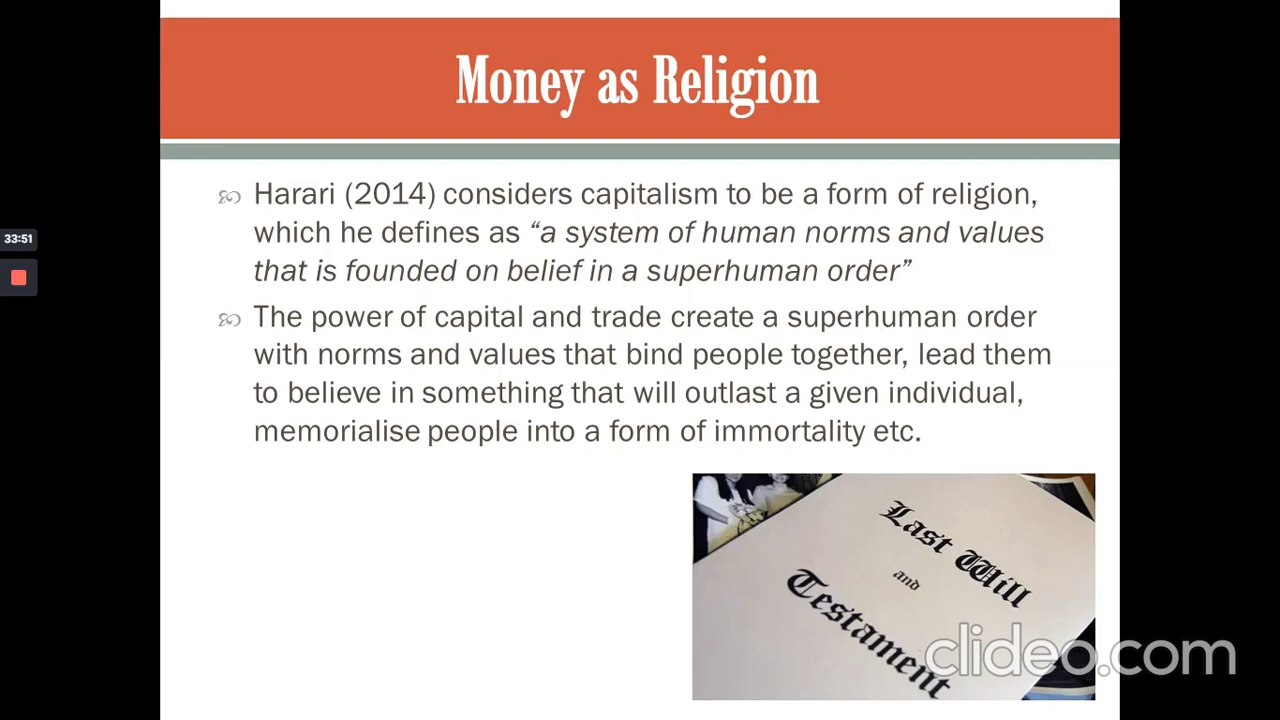 Money as Religion
Harari (2014) considers capitalism to be a form of religion,
which he defines as “a system of human norms and values
that is founded on belief in a superhuman order”
33:51
The power of capital and trade create a superhuman order
with norms and values that bind people together, lead them
to believe in something that will outlast a given individual,
memorialise people into a form of immortality etc.
Last Will
and
Testament
clideo.com